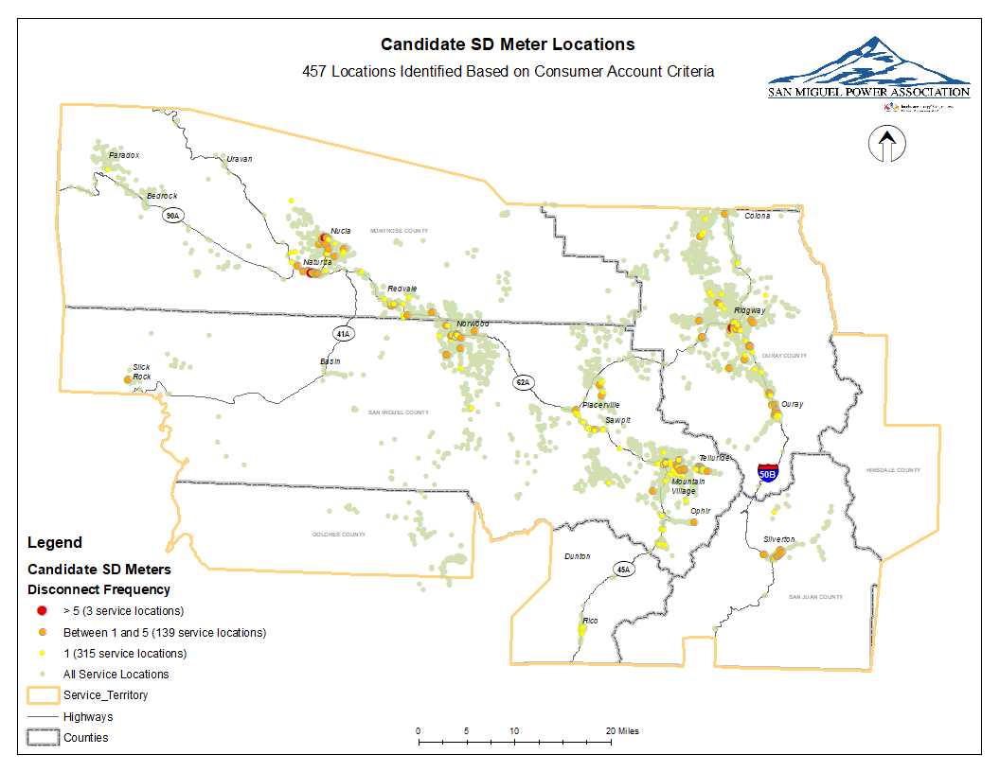 Candidate SD Meter Locations
457 Locations Identified Based on Consumer Account Criteria
SAN MIGUEL POWER ASSOCIATION
Paradox
Uravan
Bedrock
90A
Nucla
MONTROSE COUNTY
Colona
Naturita
Redvale
Ridgway
Norwood
41A
Basin
OURAY COUNTY
Slick
Rock
62A
Placerville
Ouray
SAN MIGUEL COUNTY
Sawpit
Telluride
50B
HINSDALE COUNTY
Mountain
Village
Ophir
DOLORES COUNTY
Silverton
Dunton
45A
SAN JUAN COUNTY
Rico
Legend
Candidate SD Meters
Disconnect Frequency
> 5 (3 service locations)
Between 1 and 5 (139 service locations)
1 (315 service locations)
All Service Locations
Service_Territory
Highways
Counties
0 5 10 20 Miles